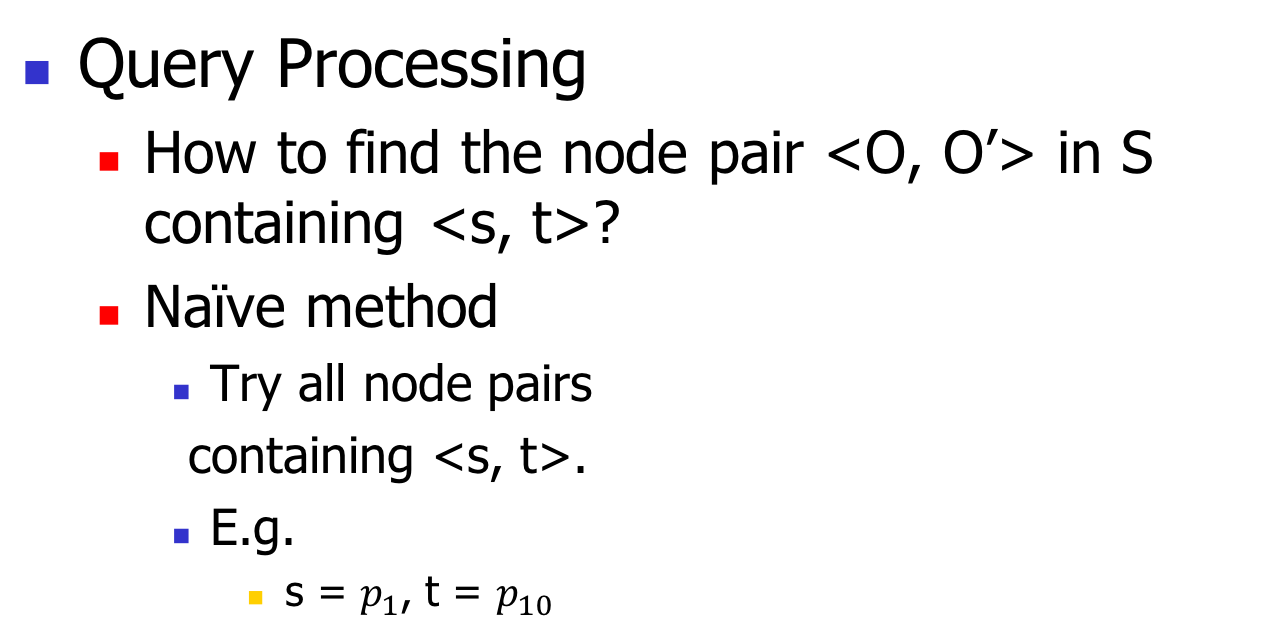 Query Processing
How to find the node pair <O, O’> in S
containing <s, t>?
Naïve method
Try all node pairs
containing <s, t>.
E.g.
s = p₁, t = p₁₀